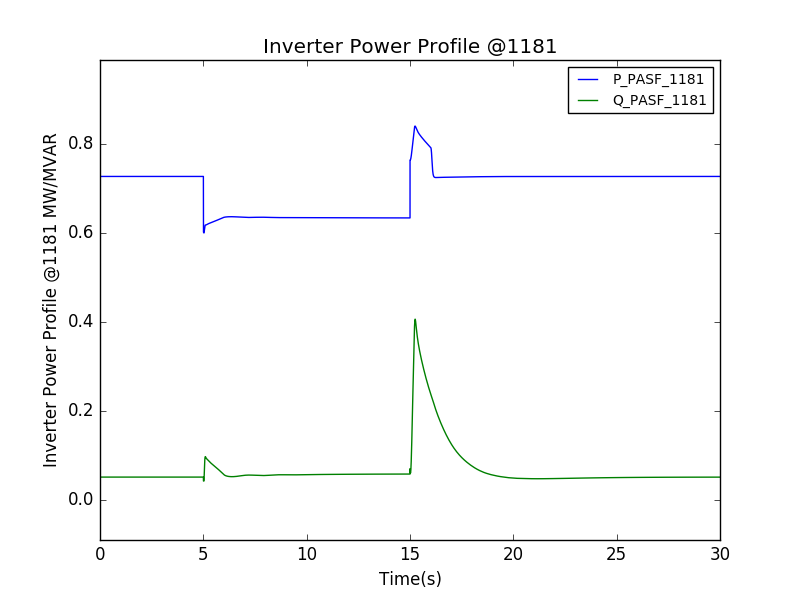 Inverter Power Profile @1181
P_PASF_1181
Q_PASF_1181
Inverter Power Profile @1181 MW/MVAR
0.8
0.6
0.4
0.2
0.0
0 5 10 15 20 25 30
Time(s)